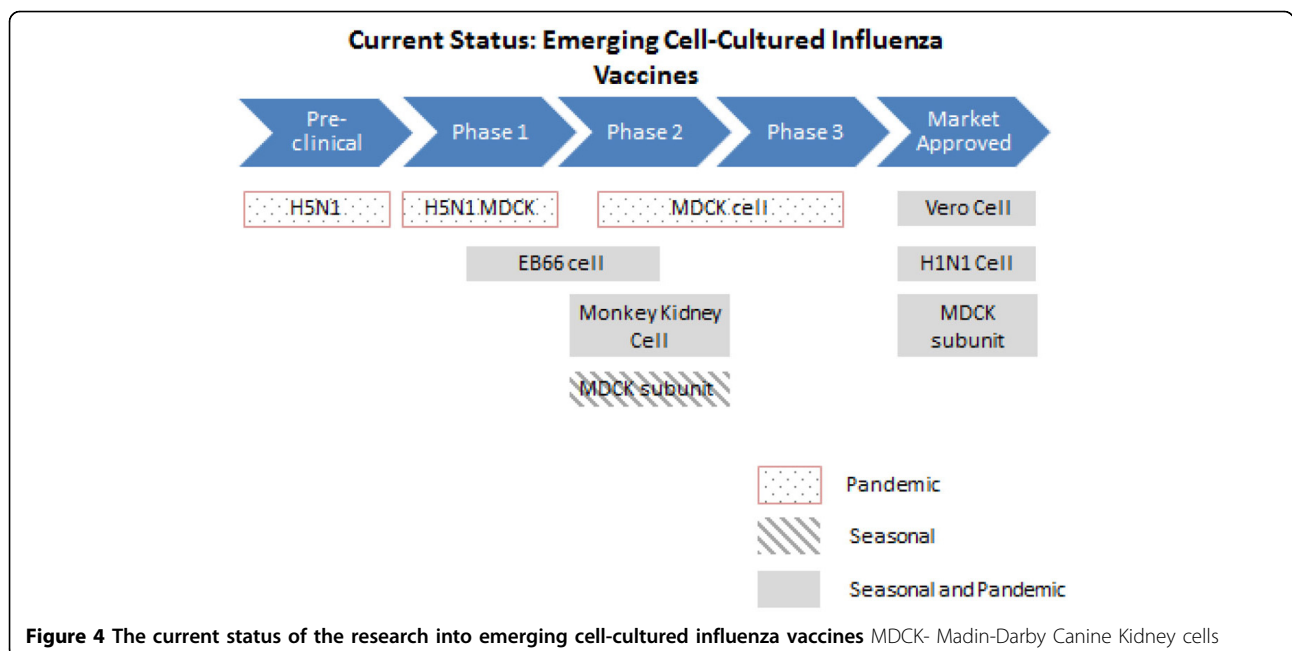 Current Status: Emerging Cell-Cultured Influenza
Vaccines
Pre-
clinical
Phase 1
Phase 2
Phase 3
Market
Approved
H5N1
H5N1 MDCK
MDCK cell
Vero Cell
EB66 cell
H1N1 Cell
Monkey Kidney
Cell
MDCK
subunit
MDCK subunit
Pandemic
Seasonal
Seasonal and Pandemic
Figure 4 The current status of the research into emerging cell-cultured influenza vaccines MDCK- Madin-Darby Canine Kidney cells